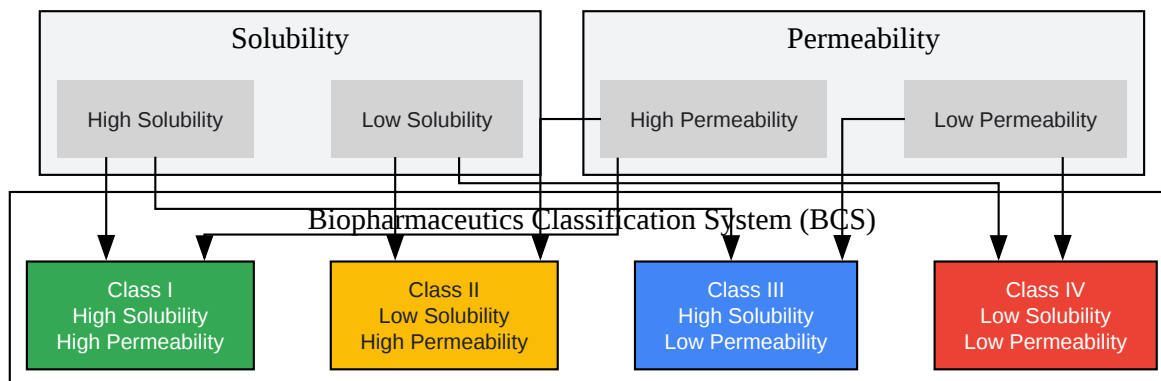 Solubility
Permeability
High Solubility
Low Solubility
High Permeability
Low Permeability
Biopharmaceutics Classification System (BCS)
Class I
High Solubility
High Permeability
Class II
Low Solubility
High Permeability
Class III
High Solubility
Low Permeability
Class IV
Low Solubility
Low Permeability